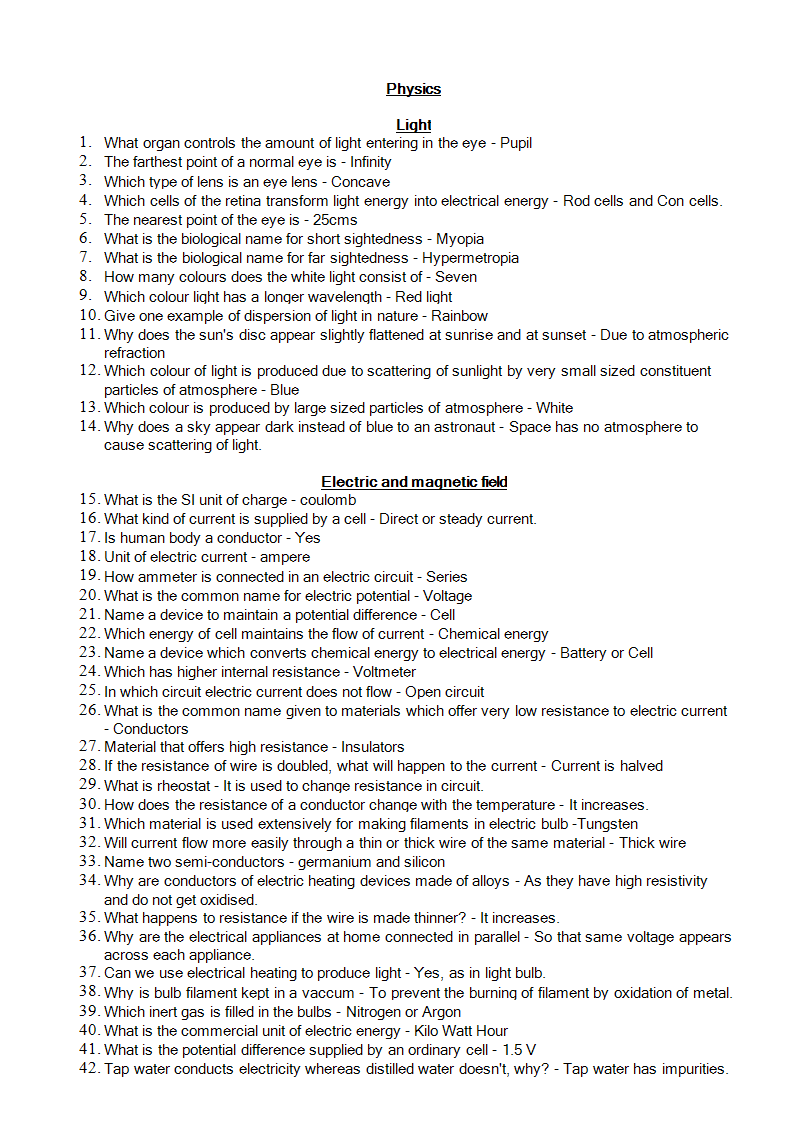 Physics
Light
1. What organ controls the amount of light entering in the eye - Pupil
2. The farthest point of a normal eye is - Infinity
3. Which type of lens is an eye lens - Concave
4. Which cells of the retina transform light energy into electrical energy - Rod cells and Con cells.
5. The nearest point of the eye is - 25cms
6. What is the biological name for short sightedness - Myopia
7. What is the biological name for far sightedness - Hypermetropia
8. How many colours does the white light consist of - Seven
9. Which colour light has a longer wavelength - Red light
10. Give one example of dispersion of light in nature - Rainbow
11. Why does the sun's disc appear slightly flattened at sunrise and at sunset - Due to atmospheric
refraction
12. Which colour of light is produced due to scattering of sunlight by very small sized constituent
particles of atmosphere - Blue
13. Which colour is produced by large sized particles of atmosphere - White
14. Why does a sky appear dark instead of blue to an astronaut - Space has no atmosphere to
cause scattering of light.
Electric and magnetic field
15. What is the SI unit of charge - coulomb
16. What kind of current is supplied by a cell - Direct or steady current.
17. Is human body a conductor - Yes
18. Unit of electric current - ampere
19. How ammeter is connected in an electric circuit - Series
20. What is the common name for electric potential - Voltage
21. Name a device to maintain a potential difference - Cell
22. Which energy of cell maintains the flow of current - Chemical energy
23. Name a device which converts chemical energy to electrical energy - Battery or Cell
24. Which has higher internal resistance - Voltmeter
25. In which circuit electric current does not flow - Open circuit
26. What is the common name given to materials which offer very low resistance to electric current
- Conductors
27. Material that offers high resistance - Insulators
28. If the resistance of wire is doubled, what will happen to the current - Current is halved
29. What is rheostat - It is used to change resistance in circuit.
30. How does the resistance of a conductor change with the temperature - It increases.
31. Which material is used extensively for making filaments in electric bulb -Tungsten
32. Will current flow more easily through a thin or thick wire of the same material - Thick wire
33. Name two semi-conductors - germanium and silicon
34. Why are conductors of electric heating devices made of alloys - As they have high resistivity
and do not get oxidised.
35. What happens to resistance if the wire is made thinner? - It increases.
36. Why are the electrical appliances at home connected in parallel - So that same voltage appears
across each appliance.
37. Can we use electrical heating to produce light - Yes, as in light bulb.
38. Why is bulb filament kept in a vaccum - To prevent the burning of filament by oxidation of metal.
39. Which inert gas is filled in the bulbs - Nitrogen or Argon
40. What is the commercial unit of electric energy - Kilo Watt Hour
41. What is the potential difference supplied by an ordinary cell - 1.5 V
42. Tap water conducts electricity whereas distilled water doesn't, why? - Tap water has impurities.